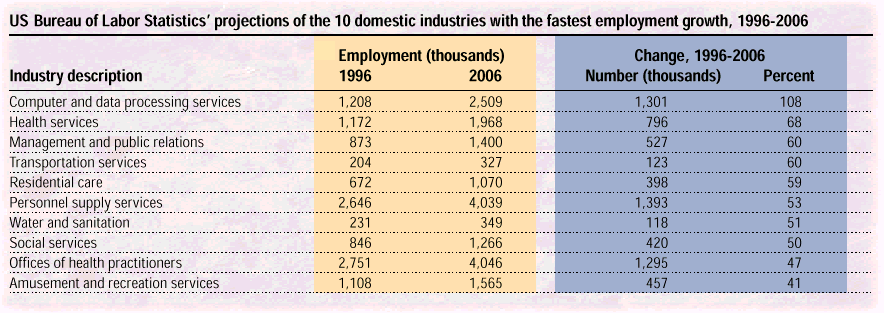 US Bureau of Labor Statistics' projections of the 10 domestic industries with the fastest employment growth, 1996-2006
Employment (thousands) Change, 1996-2006
Industry description 1996 2006 Number (thousands) Percent
Computer and data processing services 1,208 2,509 1,301 108
Health services 1,172 1,968 796 68
Management and public relations 873 1,400 527 60
Transportation services 204 327 123 60
Residential care 672 1,070 398 59
Personnel supply services 2,646 4,039 1,393 53
Water and sanitation 231 349 118 51
Social services 846 1,266 420 50
Offices of health practitioners 2,751 4,046 1,295 47
Amusement and recreation services 1,108 1,565 457 41